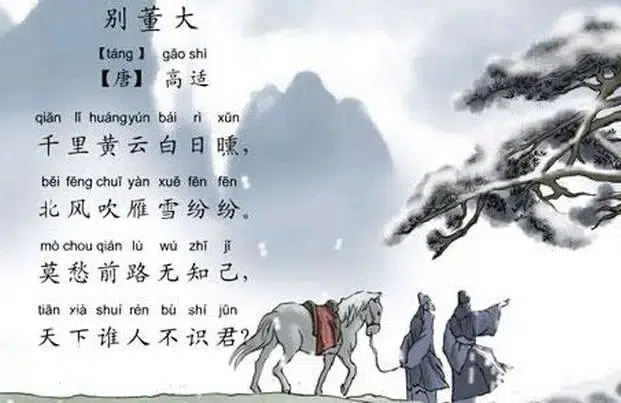 别董大
【táng】 gāo shì
【唐】 高适
qiān lǐ huángyún bái rì xūn
千里黄云白日曛，
běi fēng chuī yàn xuě fēn fēn
北风吹雁雪纷纷。
mò chou qián lù wú zhī jǐ
莫愁前路无知己，
tiān xià shuí rén bù shí jūn
天下谁人不识君？